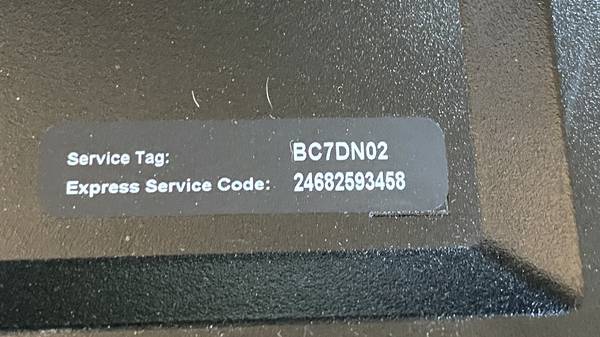 Service Tag: BC7DN02
Express Service Code: 24682593458